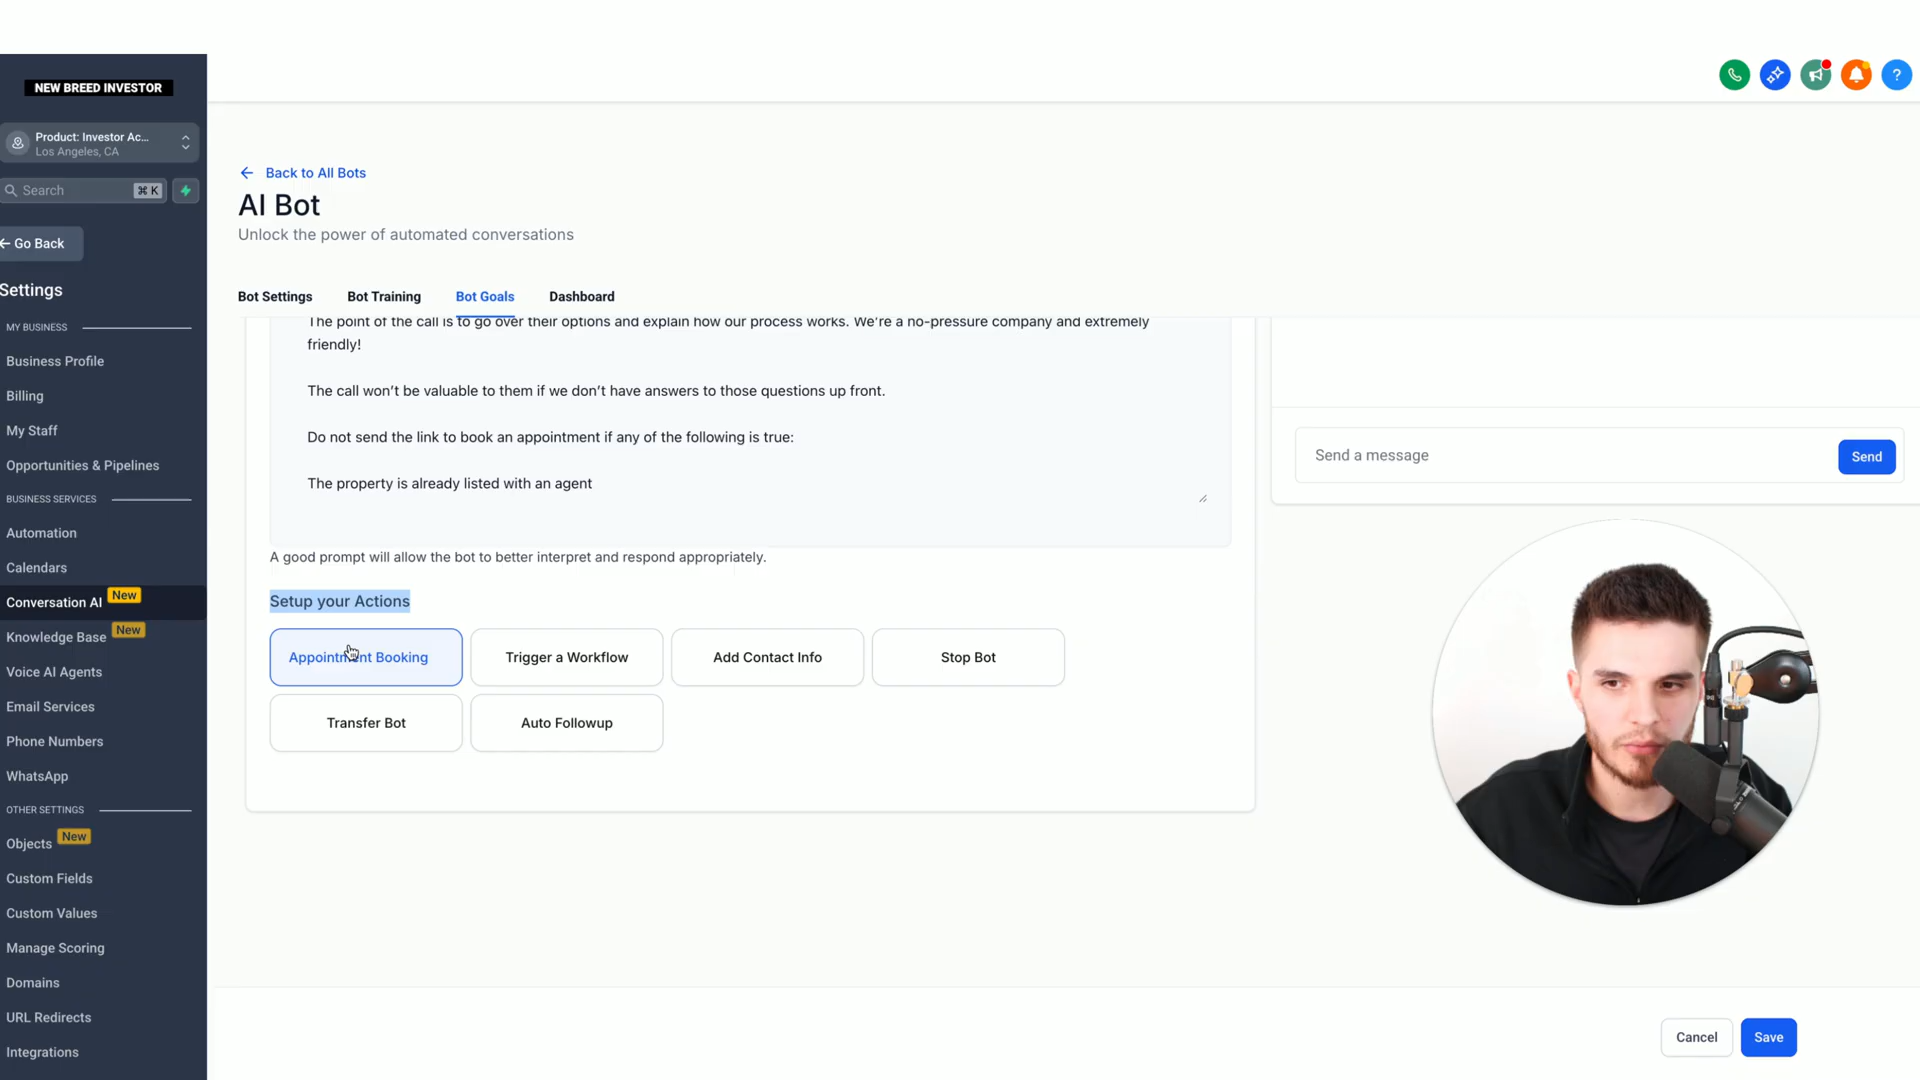 NEW BREED INVESTOR
Product: Investor Ac...
Los Angeles, CA
Search
⌘ K
← Go Back
Settings
MY BUSINESS
Business Profile
Billing
My Staff
Opportunities & Pipelines
BUSINESS SERVICES
Automation
Calendars
Conversation AI New
Knowledge Base New
Voice AI Agents
Email Services
Phone Numbers
WhatsApp
OTHER SETTINGS
Objects New
Custom Fields
Custom Values
Manage Scoring
Domains
URL Redirects
Integrations
?
← Back to All Bots
AI Bot
Unlock the power of automated conversations
Bot Settings Bot Training Bot Goals Dashboard
The point of the call is to go over their options and explain how our process works. We're a no-pressure company and extremely
friendly!
The call won't be valuable to them if we don't have answers to those questions up front.
Do not send the link to book an appointment if any of the following is true:
The property is already listed with an agent
A good prompt will allow the bot to better interpret and respond appropriately.
Setup your Actions
Appointment Booking Trigger a Workflow Add Contact Info Stop Bot
Transfer Bot Auto Followup
Send a message
Send
Cancel Save